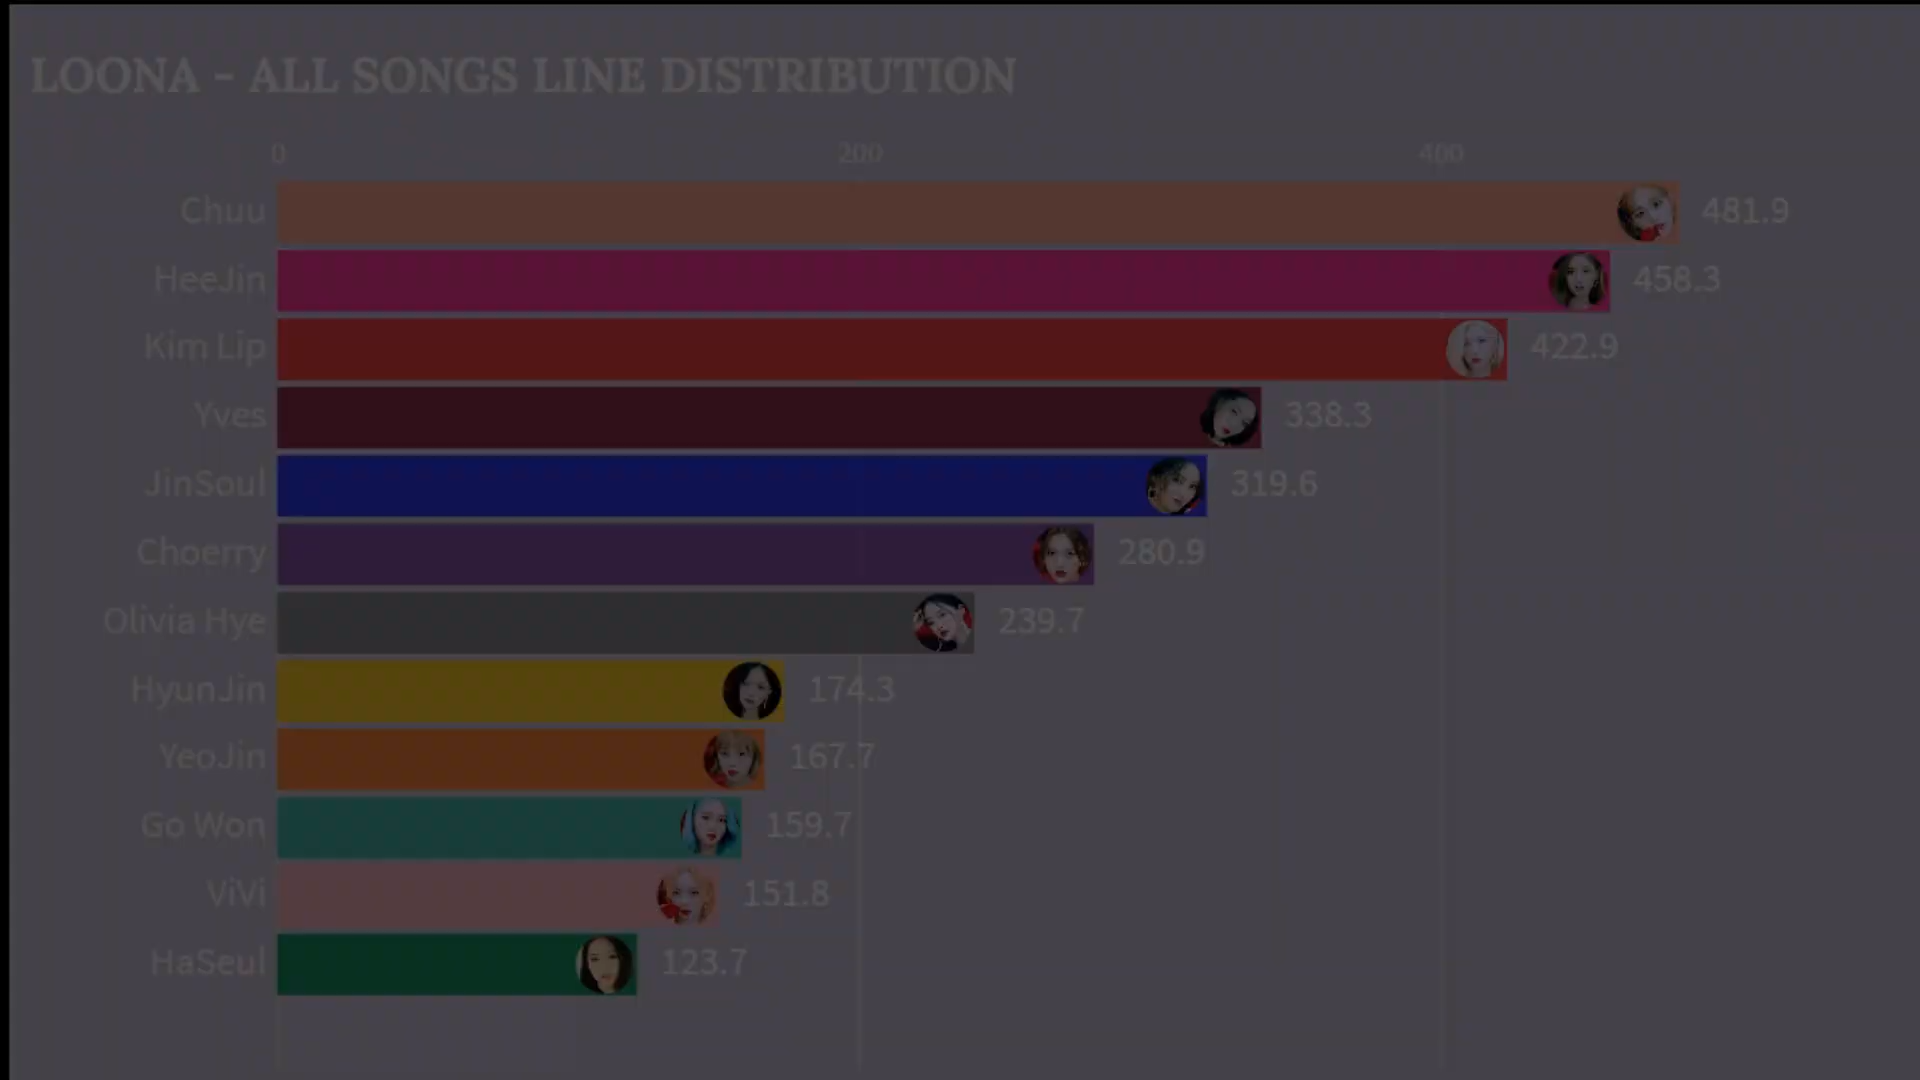 LOONA - ALL SONGS LINE DISTRIBUTION
0 200 400
Chuu 481.9
HeeJin 458.3
Kim Lip 422.9
Yves 338.3
JinSoul 319.6
Choerry 280.9
Olivia Hye 239.7
HyunJin 174.3
YeoJin 167.7
Go Won 159.7
ViVi 151.8
HaSeul 123.7